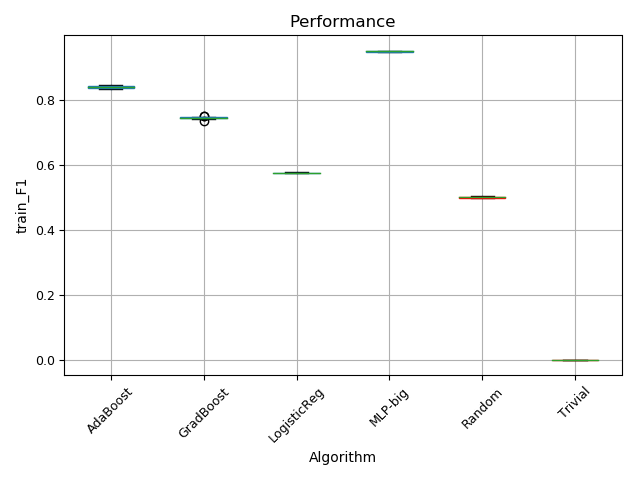 Performance
train_F1
0.8
0.6
0.4
0.2
0.0
AdaBoost
GradBoost
LogisticReg
MLP-big
Random
Trivial
Algorithm